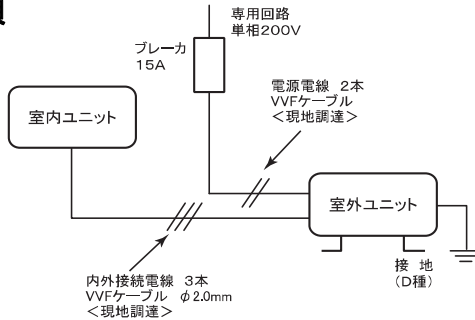 専用回路
単相200V
ブレーカ
15A
電源電線 2本
VVFケーブル
＜現地調達＞
室内ユニット
室外ユニット
接 地
（D種）
内外接続電線 3本
VVFケーブル φ2.0mm
＜現地調達＞